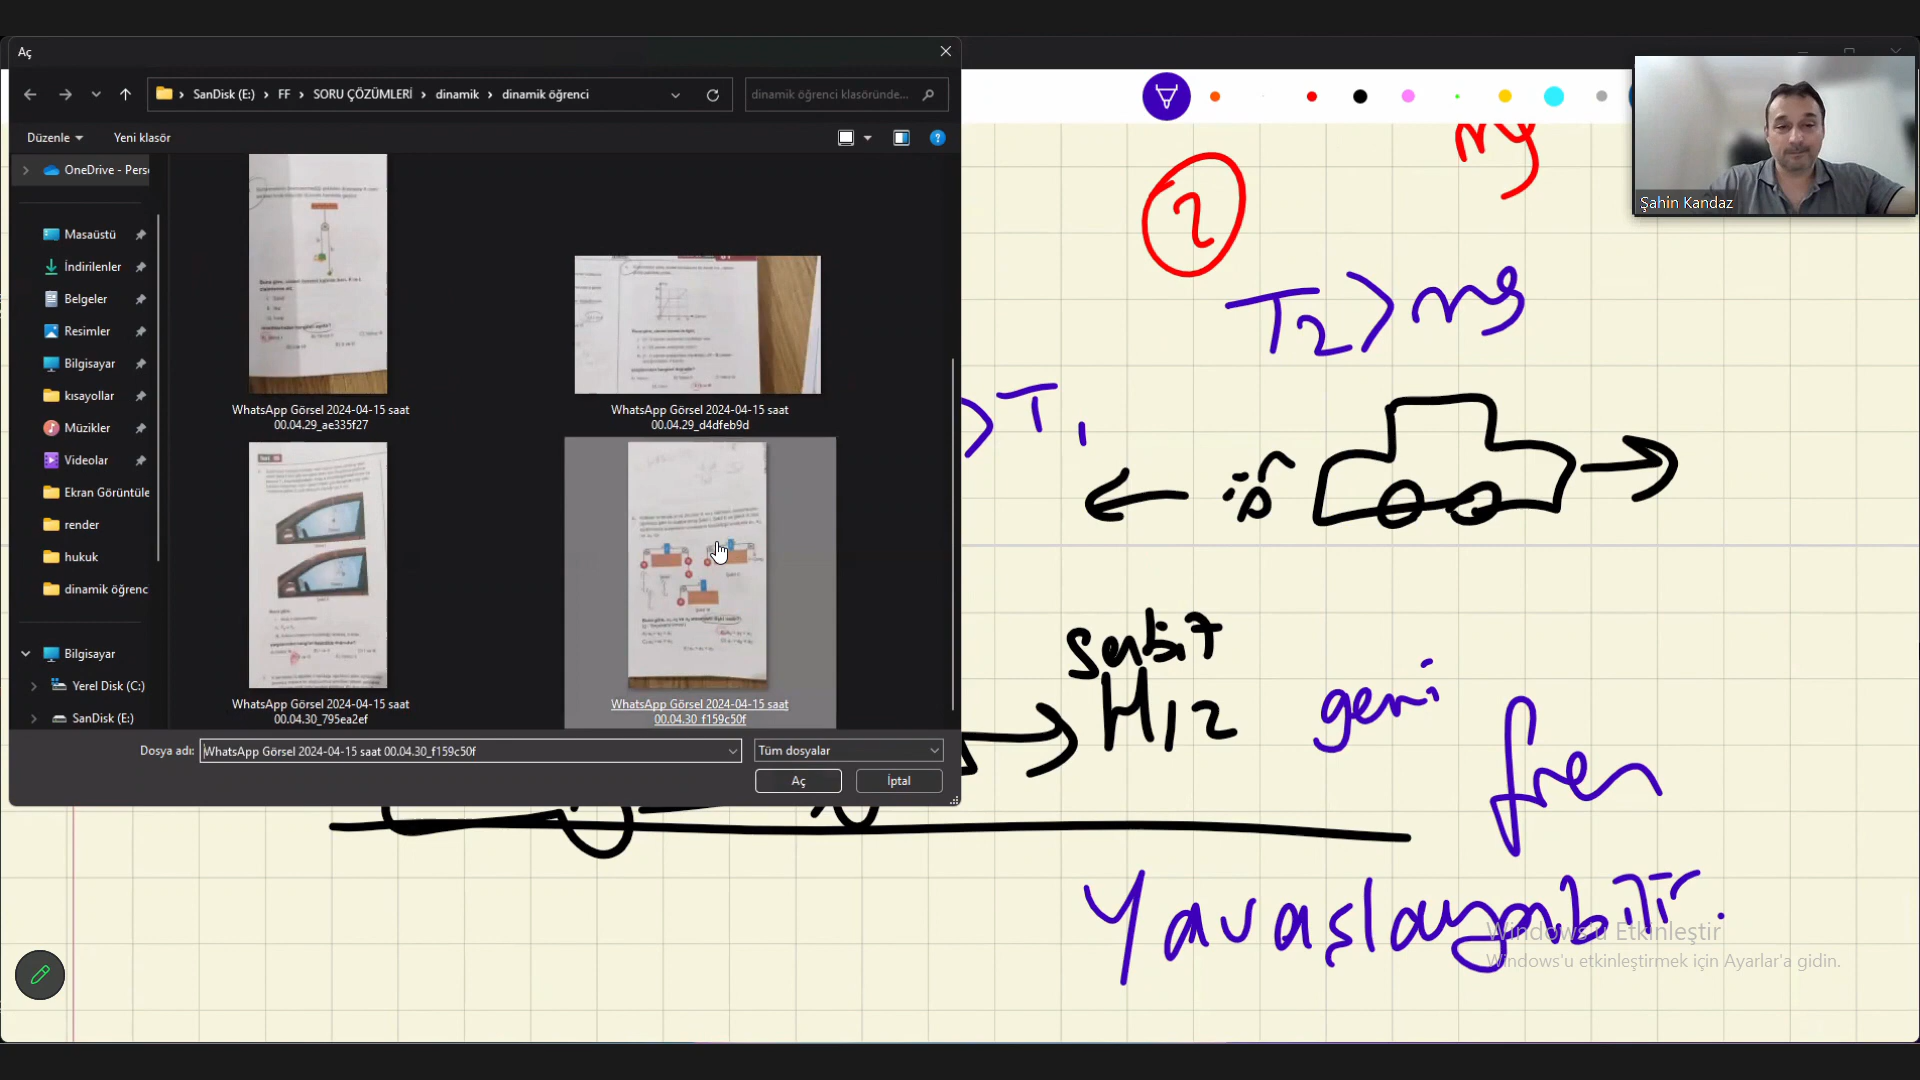 Aç
SanDisk (E:) > FF > SORU ÇÖZÜMLERİ > dinamik > dinamik öğrenci
dinamik öğrenci klasöründe...
Düzenle
Yeni klasör
OneDrive - Perso
Masaüstü
İndirilenler
Belgeler
Resimler
Bilgisayar
kısayollar
Müzikler
Videolar
Ekran Görüntüle
render
hukuk
dinamik öğrenc
Bilgisayar
Yerel Disk (C:)
SanDisk (E:)
WhatsApp Görsel 2024-04-15 saat
00.04.29_ae335f27
WhatsApp Görsel 2024-04-15 saat
00.04.29_d4dfeb9d
WhatsApp Görsel 2024-04-15 saat
00.04.30_795ea2ef
WhatsApp Görsel 2024-04-15 saat
00.04.30_f159c50f
Dosya adı:
WhatsApp Görsel 2024-04-15 saat 00.04.30_f159c50f
Tüm dosyalar
Aç
İptal
Şahin Kandaz
mg
2
T2 > mg
> T1
Sabit
Hız
geri
fren
Yavaşlayabilir.
Windows'u Etkinleştir
Windows'u etkinleştirmek için Ayarlar'a gidin.